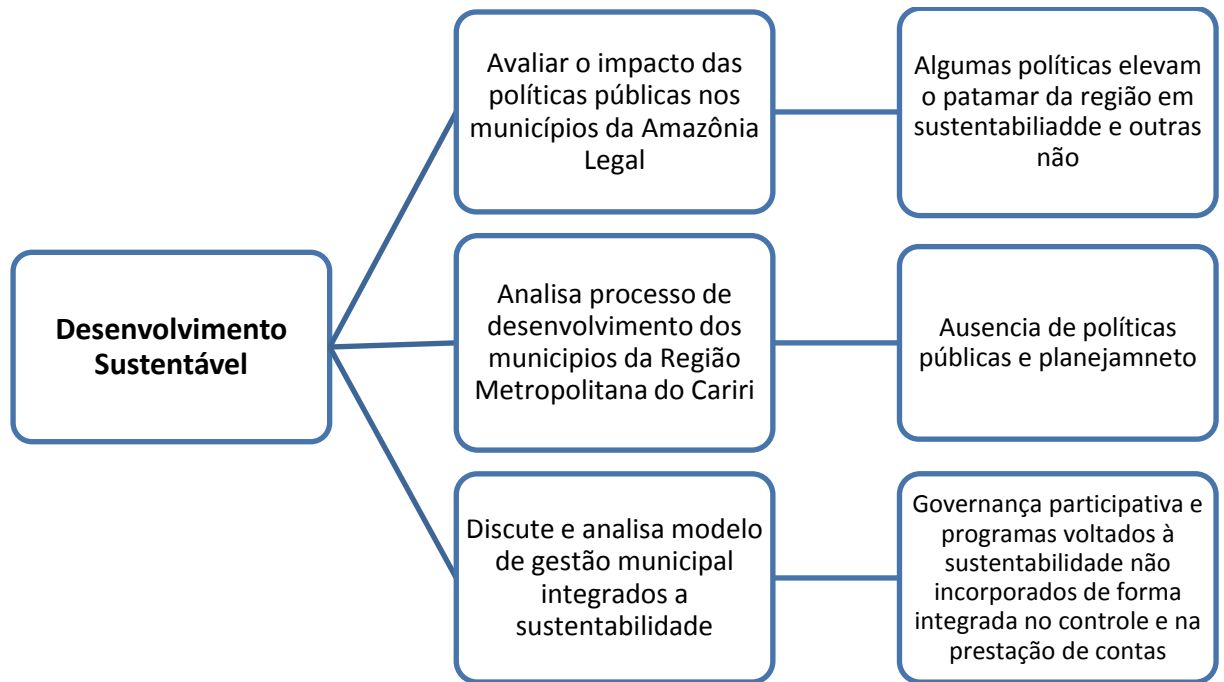 Desenvolvimento
Sustentável
Avaliar o impacto das
políticas públicas nos
municípios da Amazônia
Legal
Algumas políticas elevam
o patamar da região em
sustentabiliadde e outras
não
Analisa processo de
desenvolvimento dos
municipios da Região
Metropolitana do Cariri
Ausencia de políticas
públicas e planejamneto
Discute e analisa modelo
de gestão municipal
integrados a
sustentabilidade
Governança participativa e
programas voltados à
sustentabilidade não
incorporados de forma
integrada no controle e na
prestação de contas